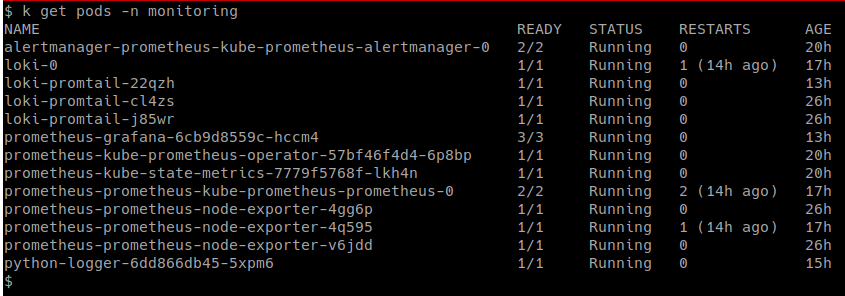 $ k get pods -n monitoring
NAME                                                     READY   STATUS    RESTARTS      AGE
alertmanager-prometheus-kube-prometheus-alertmanager-0   2/2     Running   0             20h
loki-0                                                   1/1     Running   1 (14h ago)   17h
loki-promtail-22qzh                                      1/1     Running   0             13h
loki-promtail-cl4zs                                      1/1     Running   0             26h
loki-promtail-j85wr                                      1/1     Running   0             26h
prometheus-grafana-6cb9d8559c-hccm4                      3/3     Running   0             13h
prometheus-kube-prometheus-operator-57bf46f4d4-6p8bp     1/1     Running   0             20h
prometheus-kube-state-metrics-7779f5768f-lkh4n           1/1     Running   0             20h
prometheus-prometheus-kube-prometheus-prometheus-0       2/2     Running   2 (14h ago)   17h
prometheus-prometheus-node-exporter-4gg6p                1/1     Running   0             26h
prometheus-prometheus-node-exporter-4q595                1/1     Running   1 (14h ago)   17h
prometheus-prometheus-node-exporter-v6jdd                1/1     Running   0             26h
python-logger-6dd866db45-5xpm6                           1/1     Running   0             15h
$